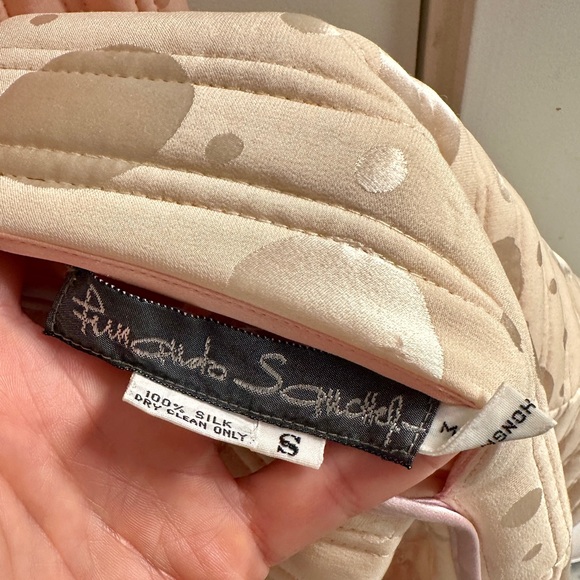 Fernando Sanchez
100% SILK
DRY CLEAN ONLY
S